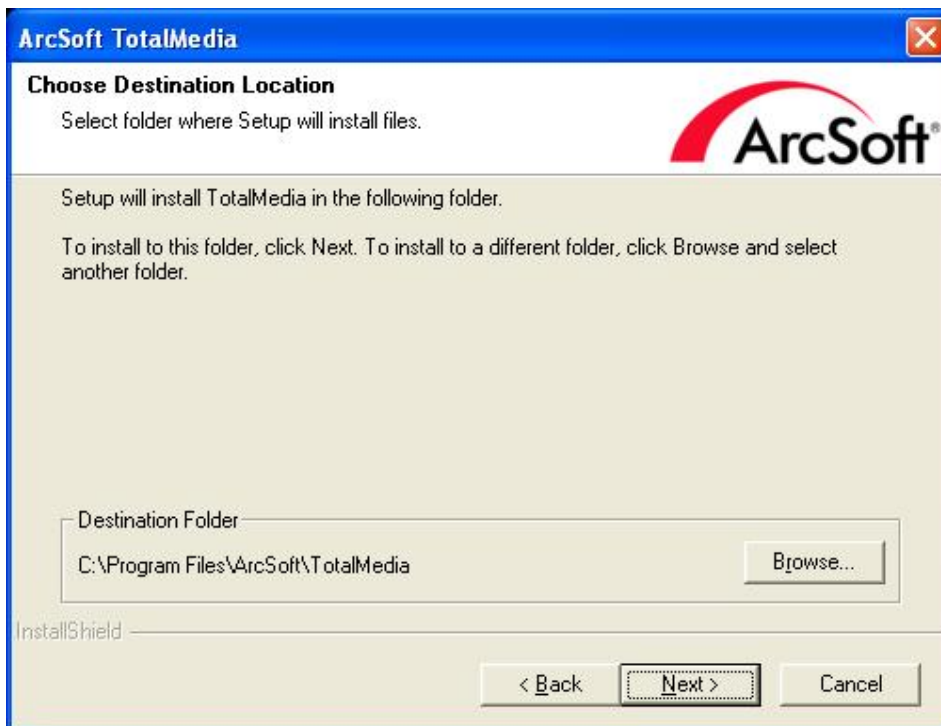 ArcSoft TotalMedia
Choose Destination Location
Select folder where Setup will install files.
ArcSoft®
Setup will install TotalMedia in the following folder.
To install to this folder, click Next. To install to a different folder, click Browse and select
another folder.
Destination Folder
C:\Program Files\ArcSoft\TotalMedia
Browse...
InstallShield
< Back
Next >
Cancel